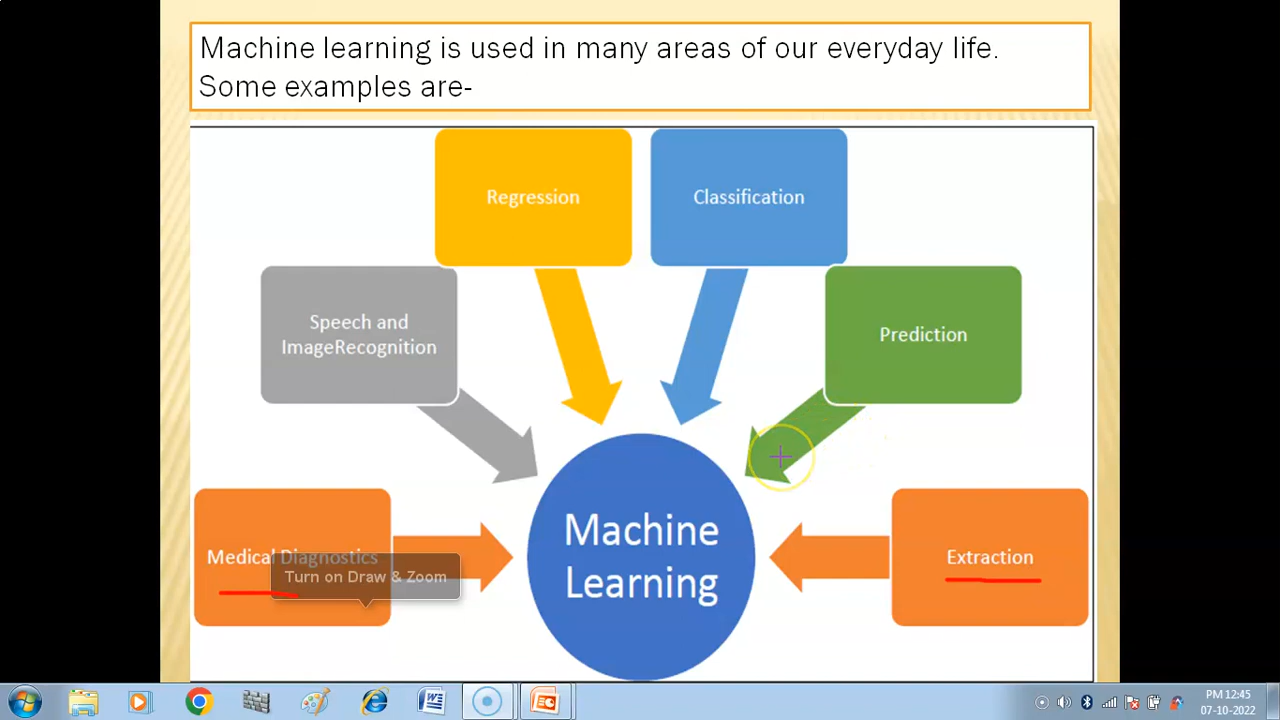 Machine learning is used in many areas of our everyday life.
Some examples are-
Regression
Classification
Speech and
ImageRecognition
Prediction
Medical Diagnostics
Turn on Draw & Zoom
Machine
Learning
Extraction
PM 12:45
07-10-2022